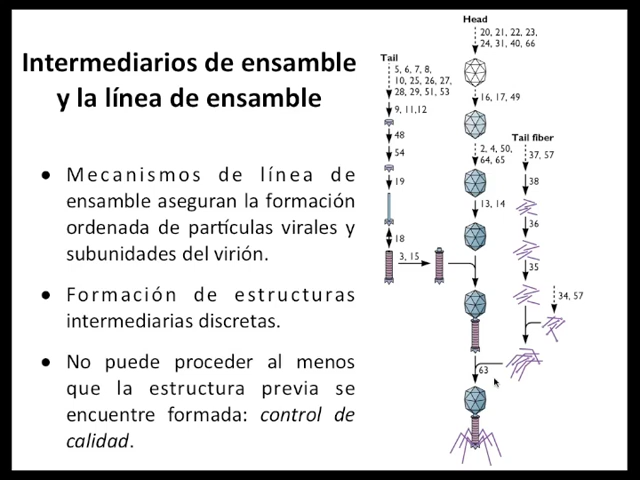 Intermediarios de ensamble
y la línea de ensamble
● Mecanismos de línea de
ensamble aseguran la formación
ordenada de partículas virales y
subunidades del virión.
● Formación de estructuras
intermediarias discretas.
● No puede proceder al menos
que la estructura previa se
encuentre formada: control de
calidad.
Tail
5, 6, 7, 8,
10, 25, 26, 27,
28, 29, 51, 53
9, 11,12
48
54
19
18
3, 15
Head
20, 21, 22, 23,
24, 31, 40, 66
16, 17, 49
2, 4, 50,
64, 65
13, 14
63
Tail fiber
37, 57
38
36
35
34, 57